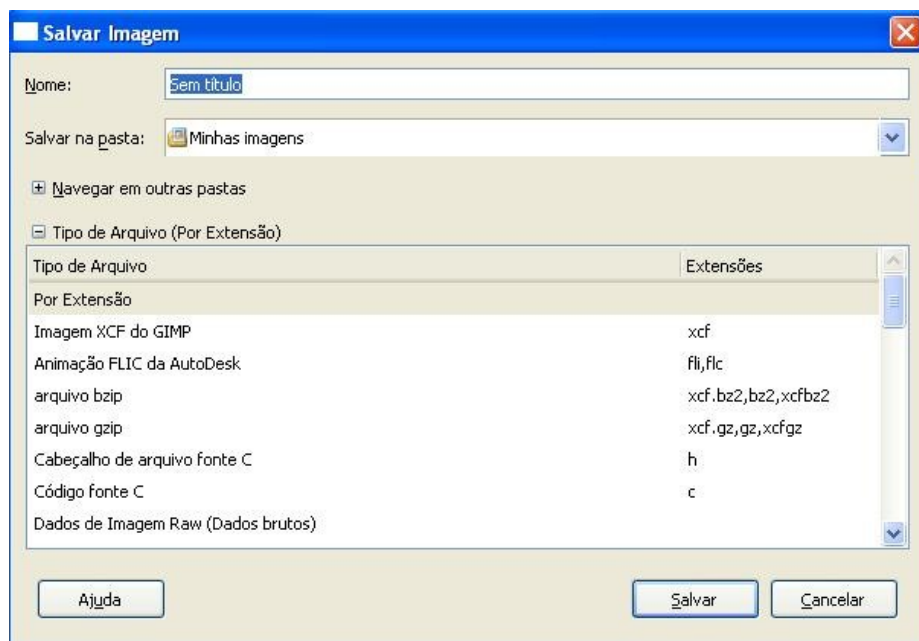 Salvar Imagem
Nome: Sem título
Salvar na pasta: Minhas imagens
Navegar em outras pastas
Tipo de Arquivo (Por Extensão)
Tipo de Arquivo Extensões
Por Extensão
Imagem XCF do GIMP xcf
Animação FLIC da AutoDesk fli,flc
arquivo bzip xcf.bz2,bz2,xcfbz2
arquivo gzip xcf.gz,gz,xcfgz
Cabeçalho de arquivo fonte C h
Código fonte C c
Dados de Imagem Raw (Dados brutos)
Ajuda Salvar Cancelar